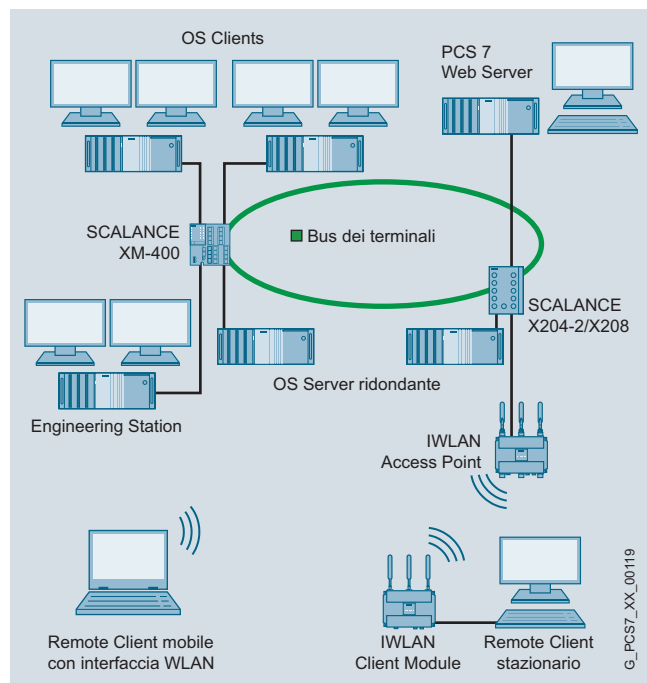 OS Clients
PCS 7
Web Server
SCALANCE
XM-400
Bus dei terminali
SCALANCE
X204-2/X208
OS Server ridondante
Engineering Station
IWLAN
Access Point
Remote Client mobile
con interfaccia WLAN
IWLAN
Client Module
Remote Client
stazionario
G_PCS7_XX_00119